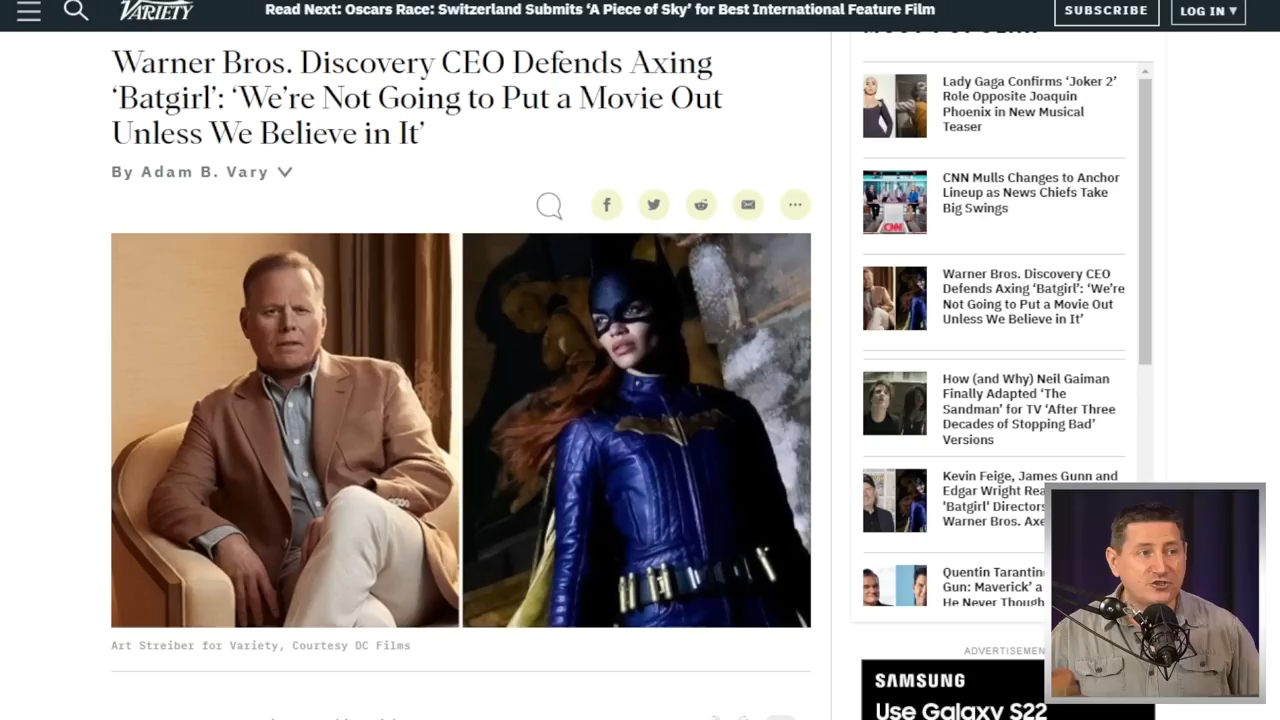 VARIETY
Read Next: Oscars Race: Switzerland Submits ‘A Piece of Sky’ for Best International Feature Film
SUBSCRIBE
LOG IN ▾
Warner Bros. Discovery CEO Defends Axing
‘Batgirl’: ‘We’re Not Going to Put a Movie Out
Unless We Believe in It’
By Adam B. Vary
Art Streiber for Variety, Courtesy DC Films
Lady Gaga Confirms ‘Joker 2’
Role Opposite Joaquin
Phoenix in New Musical
Teaser
CNN Mulls Changes to Anchor
Lineup as News Chiefs Take
Big Swings
CNN
Warner Bros. Discovery CEO
Defends Axing ‘Batgirl’: ‘We’re
Not Going to Put a Movie Out
Unless We Believe in It’
How (and Why) Neil Gaiman
Finally Adapted ‘The
Sandman’ for TV ‘After Three
Decades of Stopping Bad’
Versions
Kevin Feige, James Gunn and
Edgar Wright Rea
'Batgirl' Directors
Warner Bros. Axe
Quentin Tarantin
Gun: Maverick’ a
He Never Though
ADVERTISEMEN
SAMSUNG
Use Galaxy S22